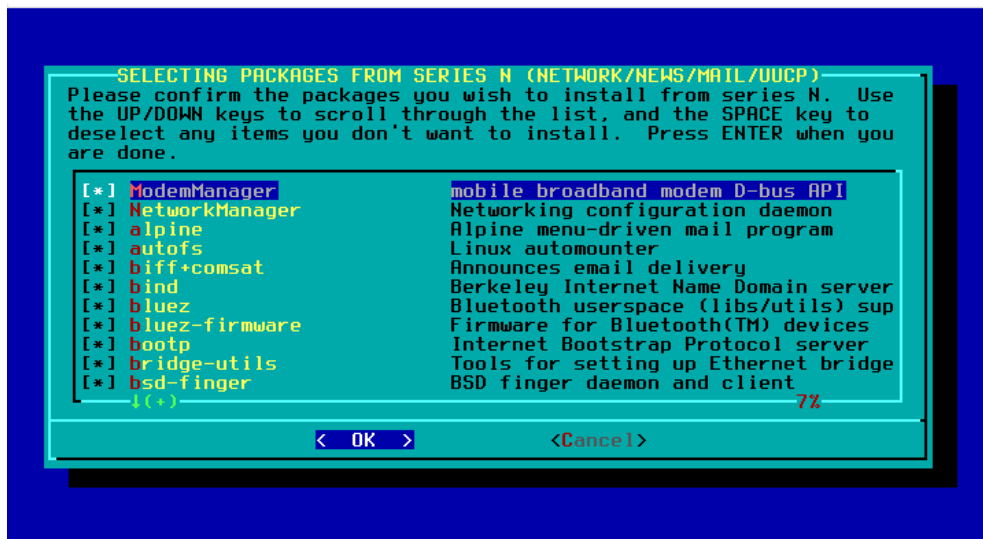 SELECTING PACKAGES FROM SERIES N (NETWORK/NEWS/MAIL/UUCP)
Please confirm the packages you wish to install from series N.  Use
the UP/DOWN keys to scroll through the list, and the SPACE key to
deselect any items you don't want to install.  Press ENTER when you
are done.
[*] ModemManager mobile broadband modem D-bus API
[*] NetworkManager Networking configuration daemon
[*] alpine Alpine menu-driven mail program
[*] autofs Linux automounter
[*] biff+comsat Announces email delivery
[*] bind Berkeley Internet Name Domain server
[*] bluez Bluetooth userspace (libs/utils) sup
[*] bluez-firmware Firmware for Bluetooth(TM) devices
[*] bootp Internet Bootstrap Protocol server
[*] bridge-utils Tools for setting up Ethernet bridge
[*] bsd-finger BSD finger daemon and client
↓(+) 7%
< OK > <Cancel>